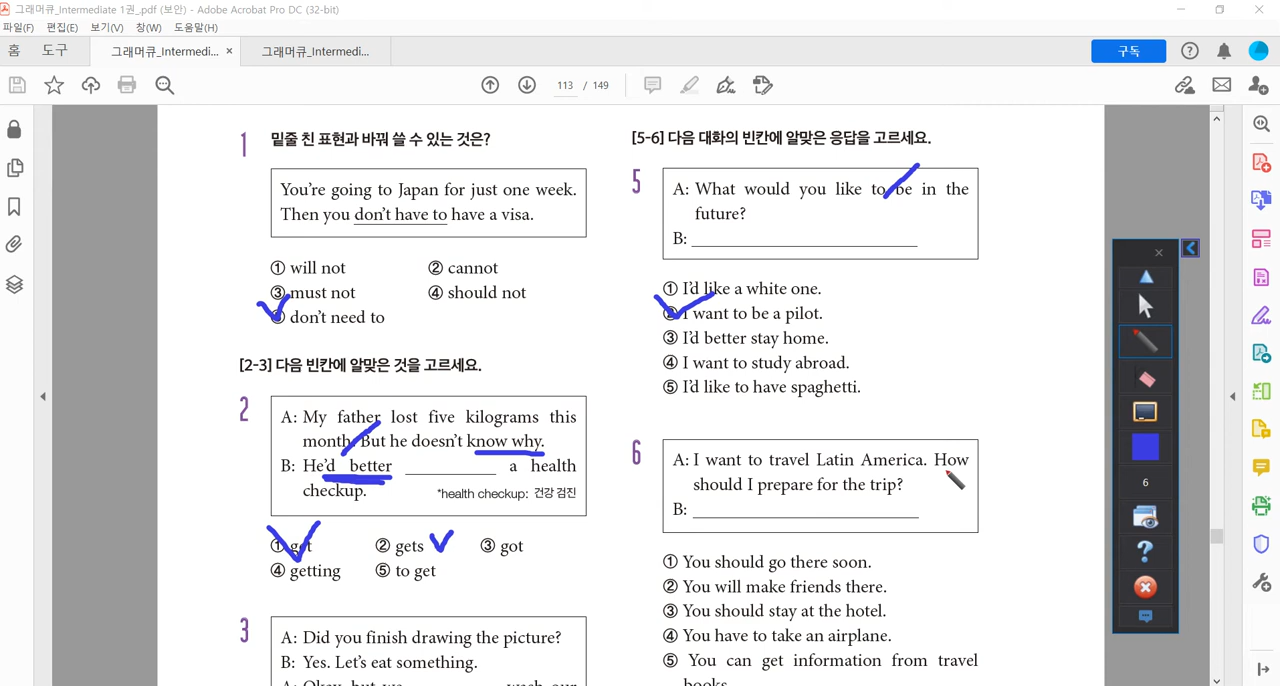 그래머큐_Intermediate 1권_.pdf (보안) - Adobe Acrobat Pro DC (32-bit)
파일(F) 편집(E) 보기(V) 창(W) 도움말(H)
홈 도구 그래머큐_Intermedi... × 그래머큐_Intermedi... 구독
113 / 149
1 밑줄 친 표현과 바꿔 쓸 수 있는 것은?
You're going to Japan for just one week.
Then you don't have to have a visa.
① will not ② cannot
③ must not ④ should not
⑤ don't need to
[2-3] 다음 빈칸에 알맞은 것을 고르세요.
2
A: My father lost five kilograms this
month. But he doesn't know why.
B: He'd better __________ a health
checkup. *health checkup: 건강 검진
① get ② gets ③ got
④ getting ⑤ to get
3
A: Did you finish drawing the picture?
B: Yes. Let's eat something.
A: Okay, but we ________ wash our
[5-6] 다음 대화의 빈칸에 알맞은 응답을 고르세요.
5
A: What would you like to be in the
future?
B: __________
① I'd like a white one.
② I want to be a pilot.
③ I'd better stay home.
④ I want to study abroad.
⑤ I'd like to have spaghetti.
6
A: I want to travel Latin America. How
should I prepare for the trip?
B: __________
① You should go there soon.
② You will make friends there.
③ You should stay at the hotel.
④ You have to take an airplane.
⑤ You can get information from travel
books.
6